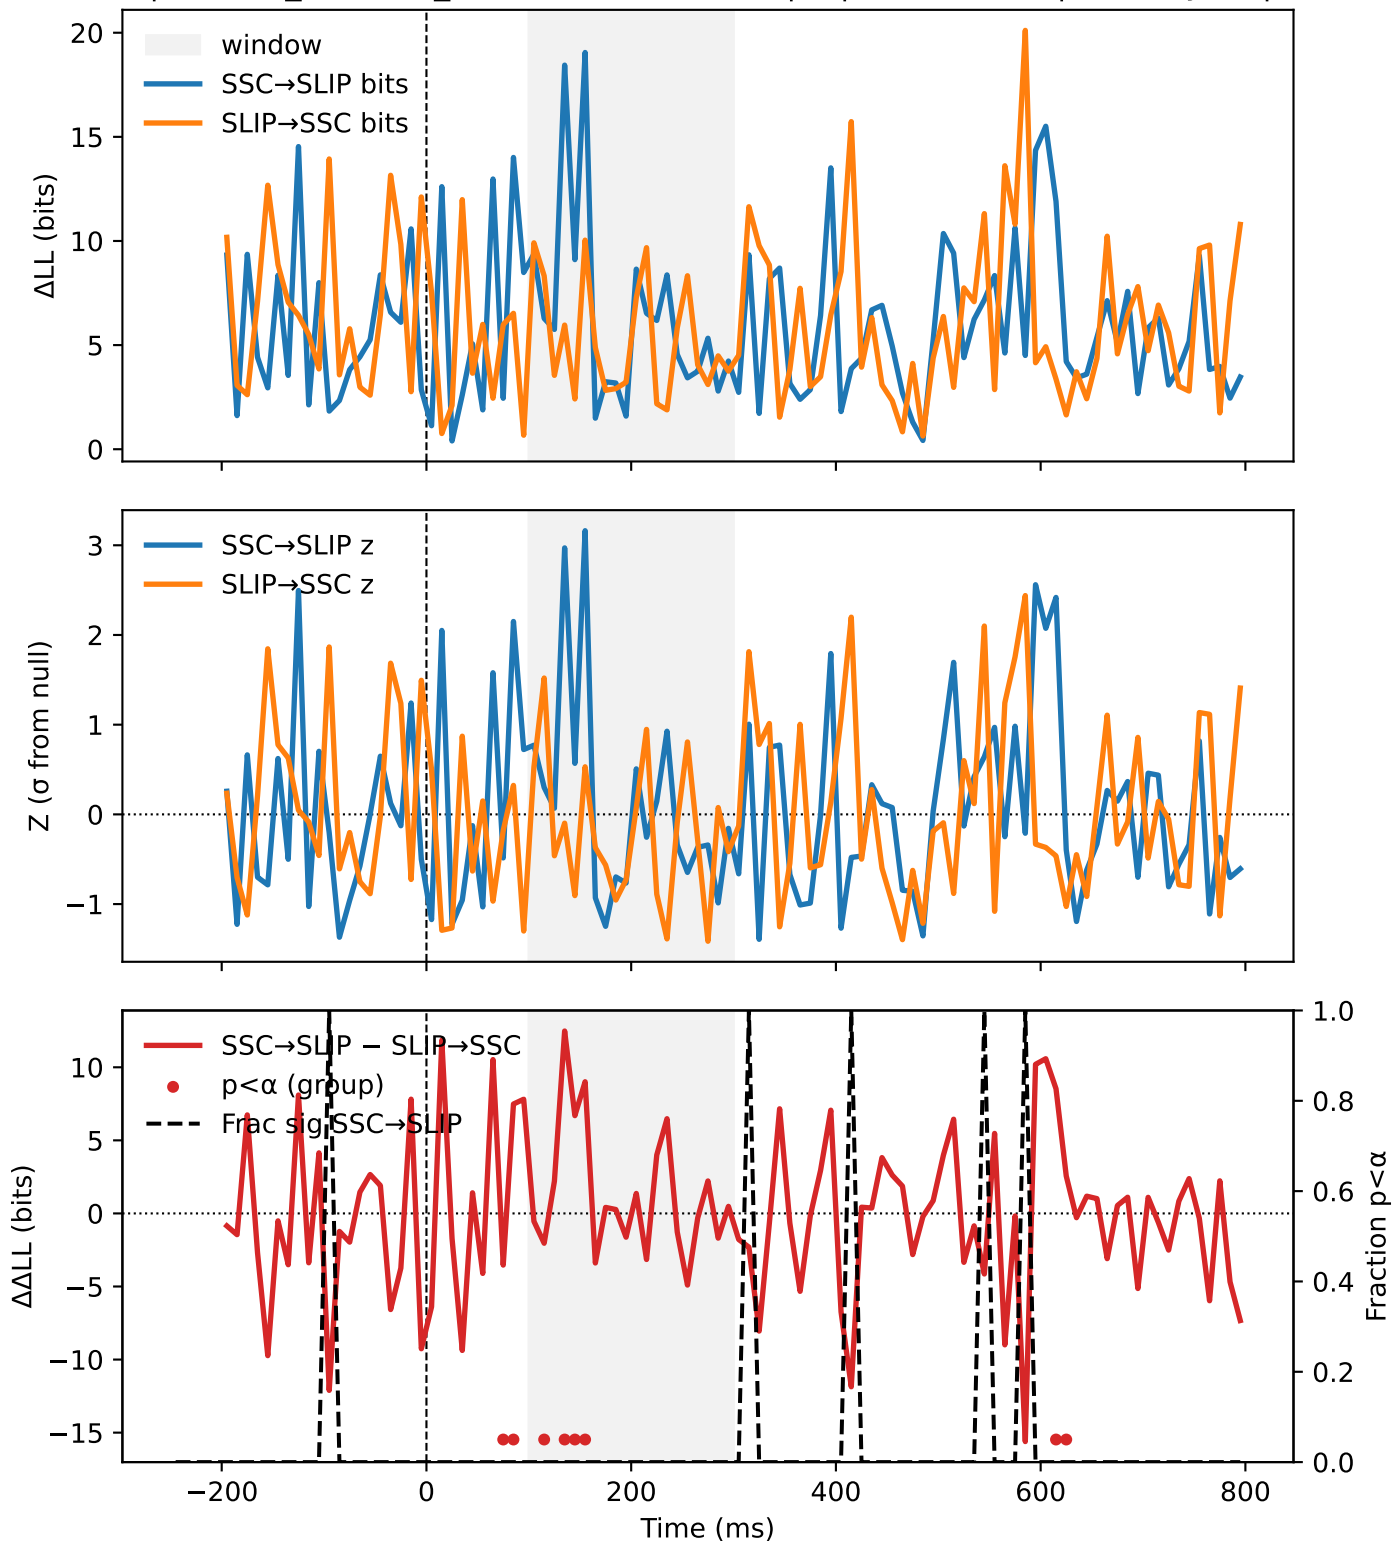 20
15
10
5
0
ΔLL (bits)
window
SSC→SLIP bits
SLIP→SSC bits
3
2
1
0
−1
Z (σ from null)
SSC→SLIP z
SLIP→SSC z
10
5
0
−5
−10
−15
ΔΔLL (bits)
SSC→SLIP − SLIP→SSC
p<α (group)
Frac sig SSC→SLIP
1.0
0.8
0.6
0.4
0.2
0.0
Fraction p<α
−200
0
200
400
600
800
Time (ms)